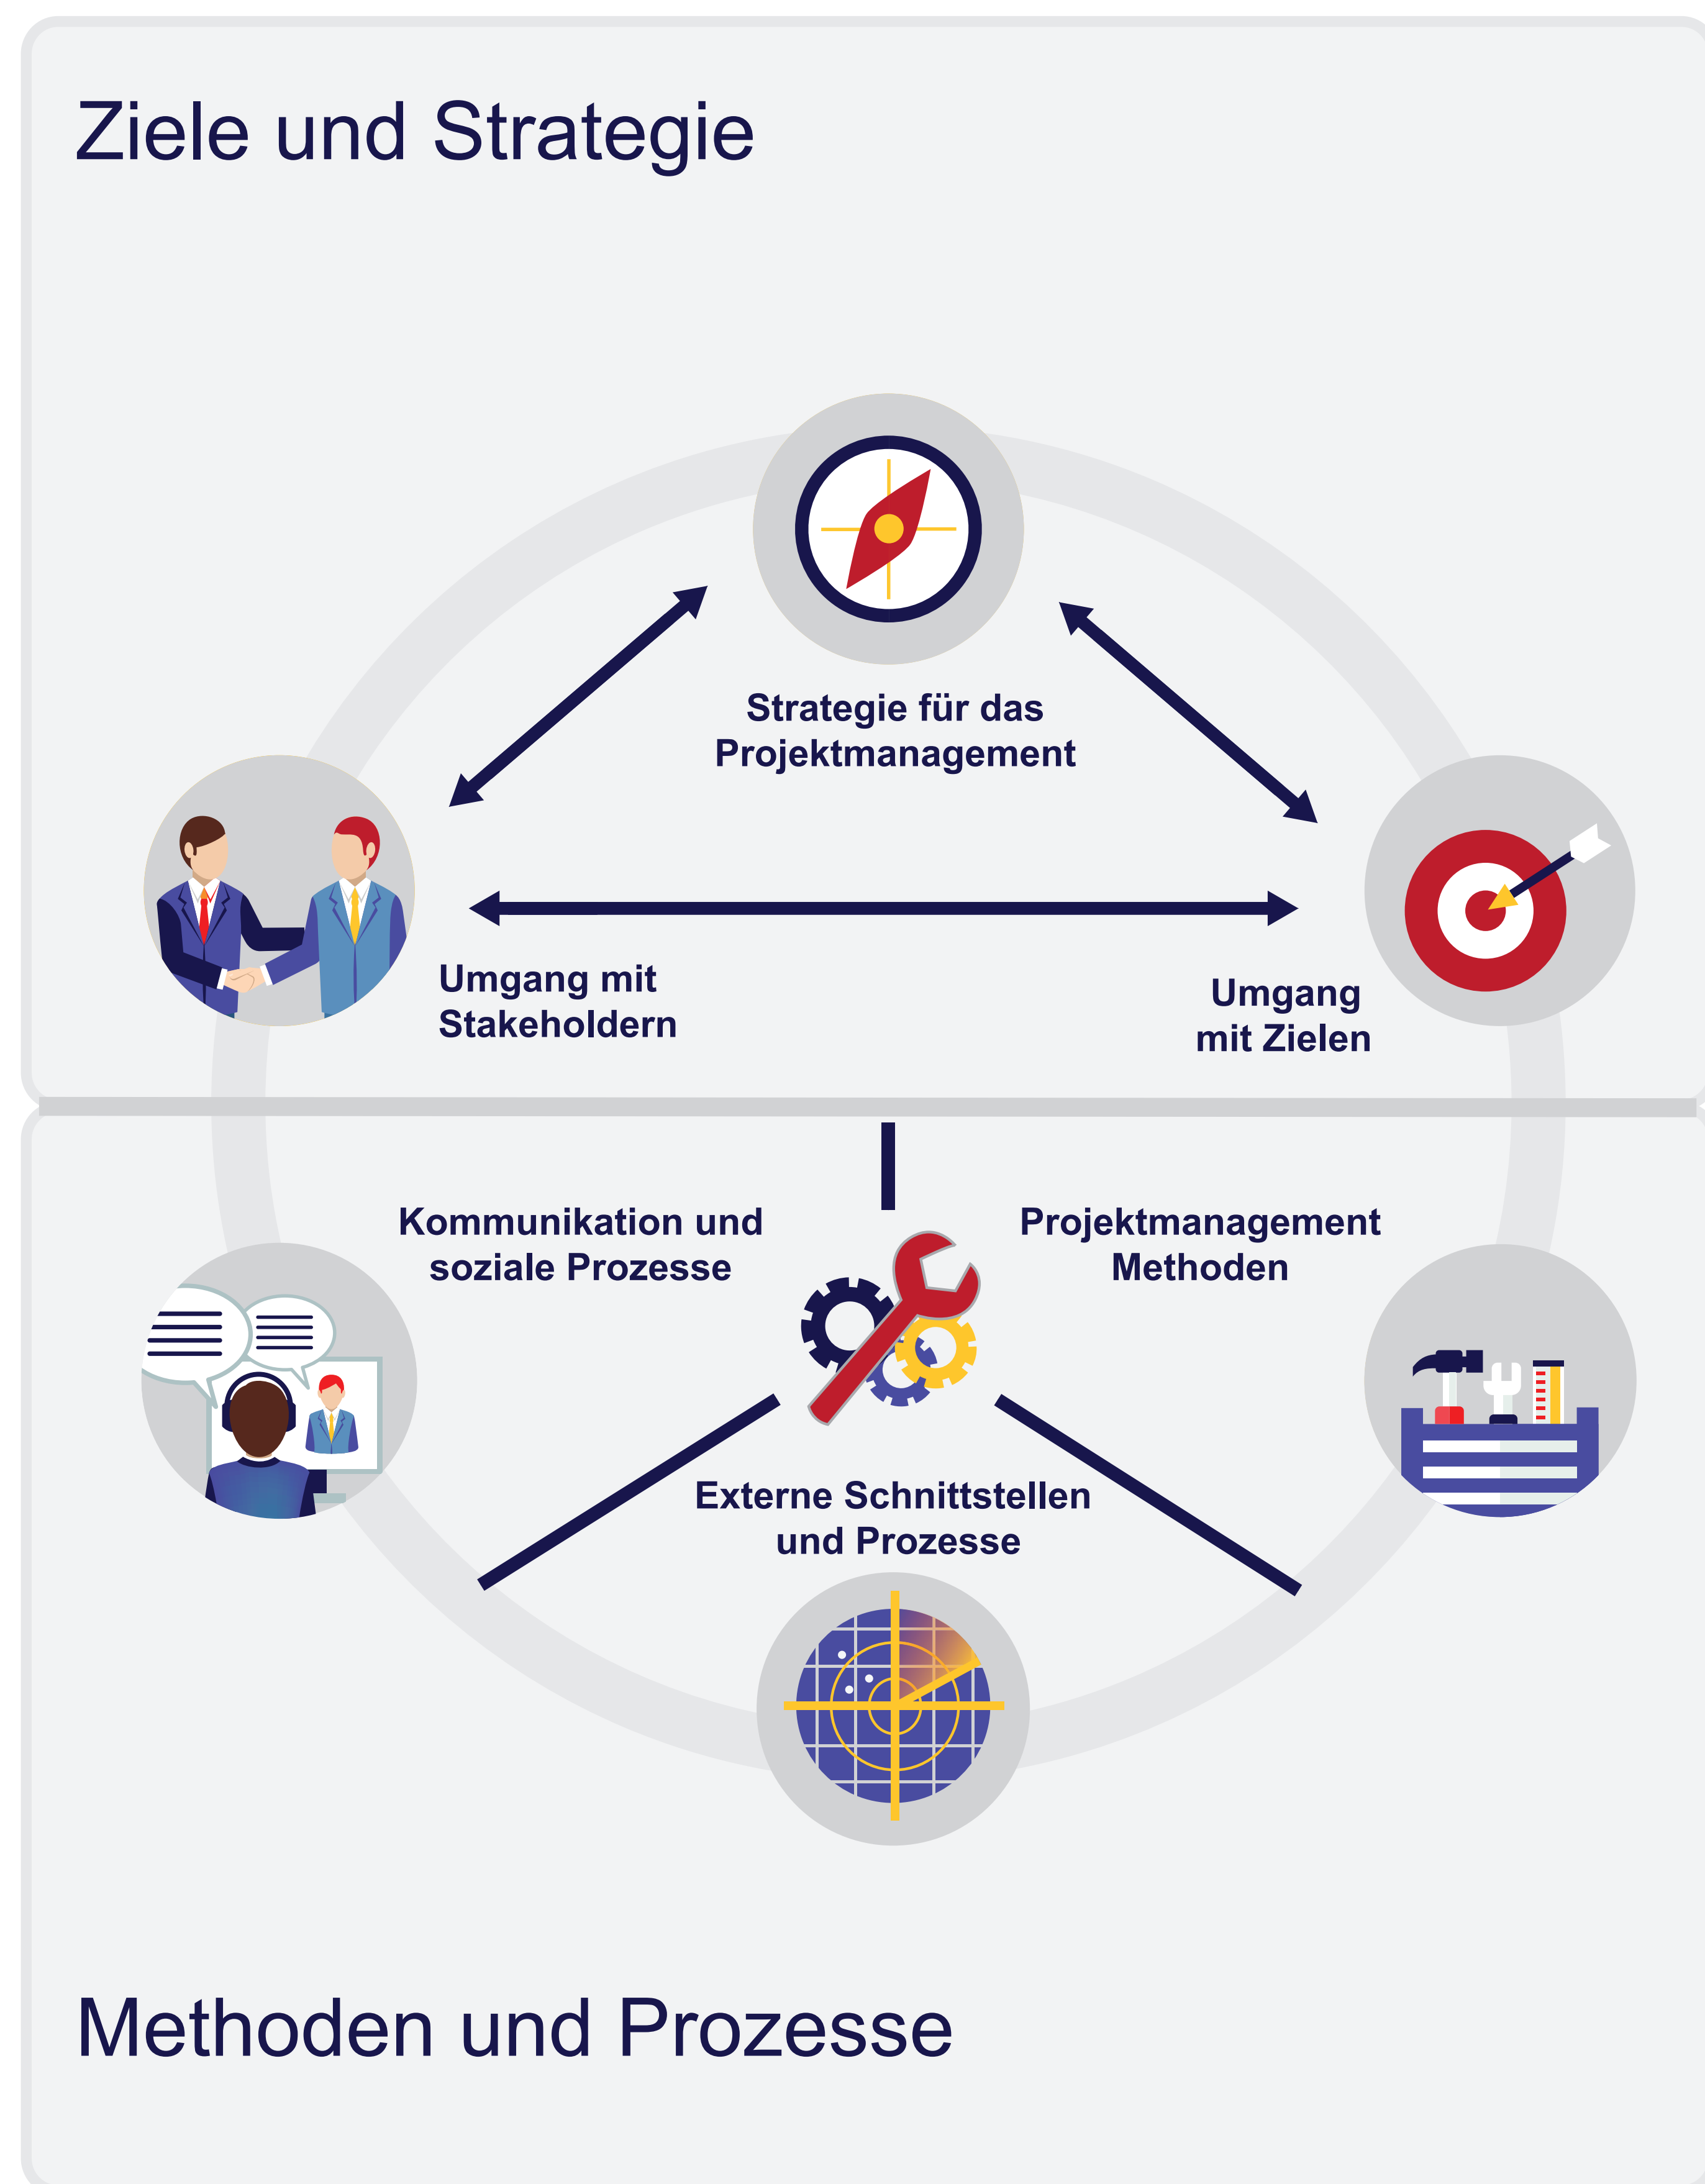 Ziele und Strategie
Strategie für das
Projektmanagement
Umgang mit
Stakeholdern
Umgang
mit Zielen
Kommunikation und
soziale Prozesse
Projektmanagement
Methoden
Externe Schnittstellen
und Prozesse
Methoden und Prozesse